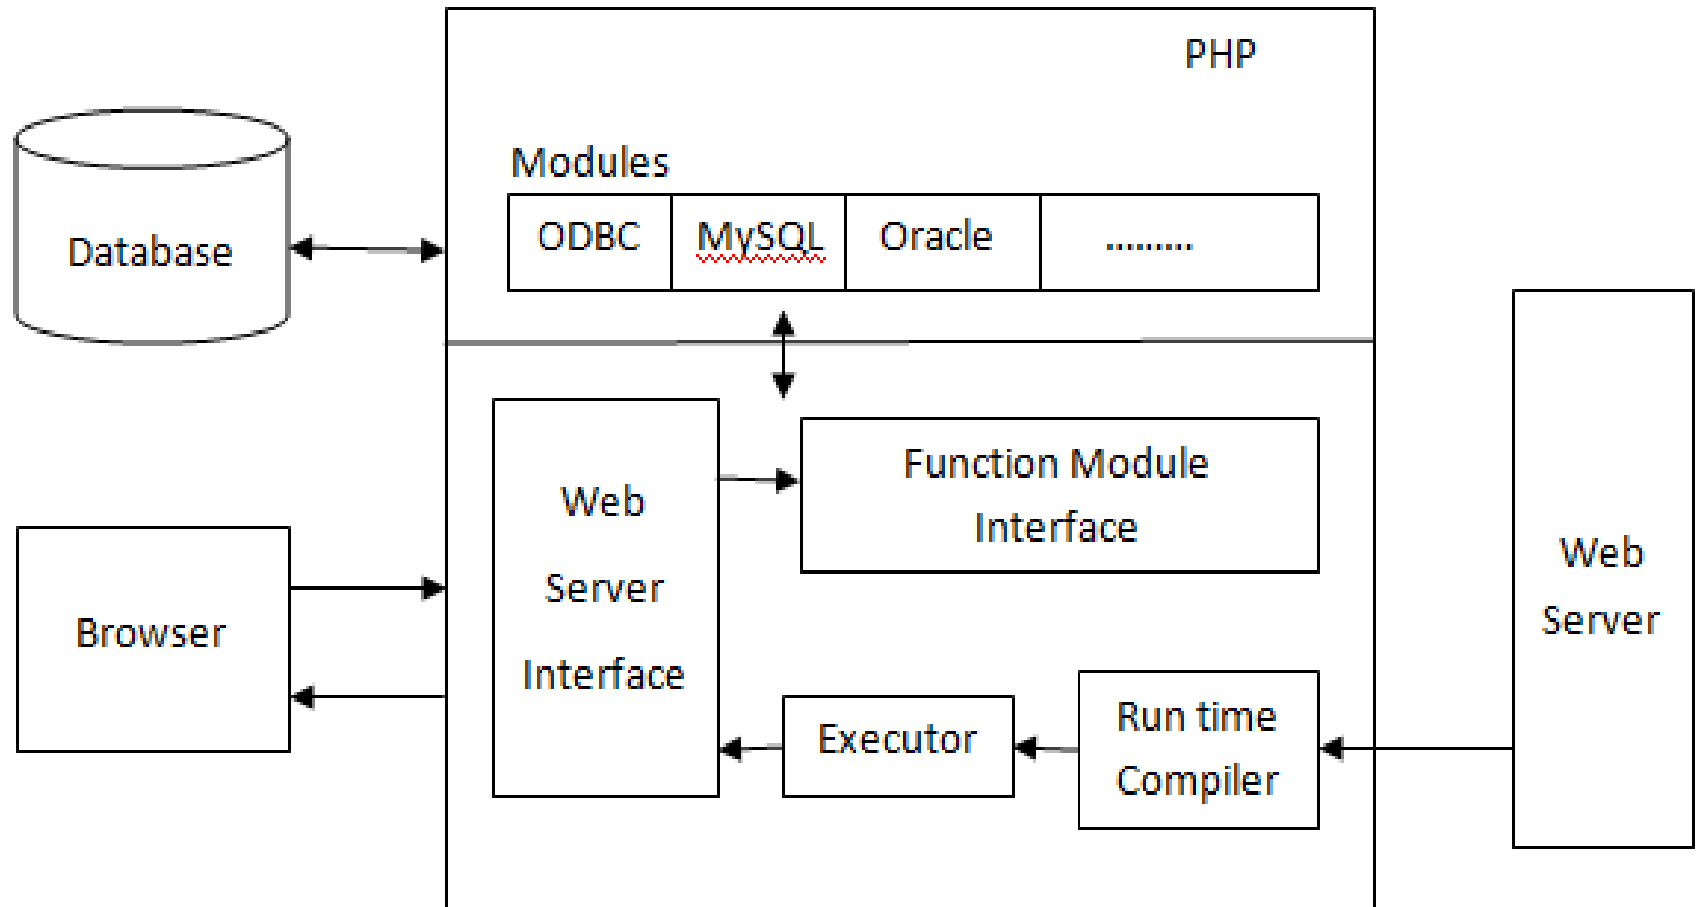 PHP
Modules
ODBC
MySQL
Oracle
.........
Database
Web
Server
Interface
Function Module
Interface
Browser
Executor
Run time
Compiler
Web
Server